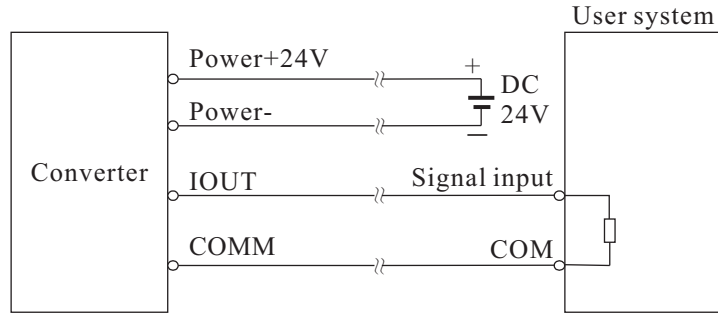 User system
Power+24V
+
DC
24V
Power-
−
Converter
IOUT
Signal input
COMM
COM